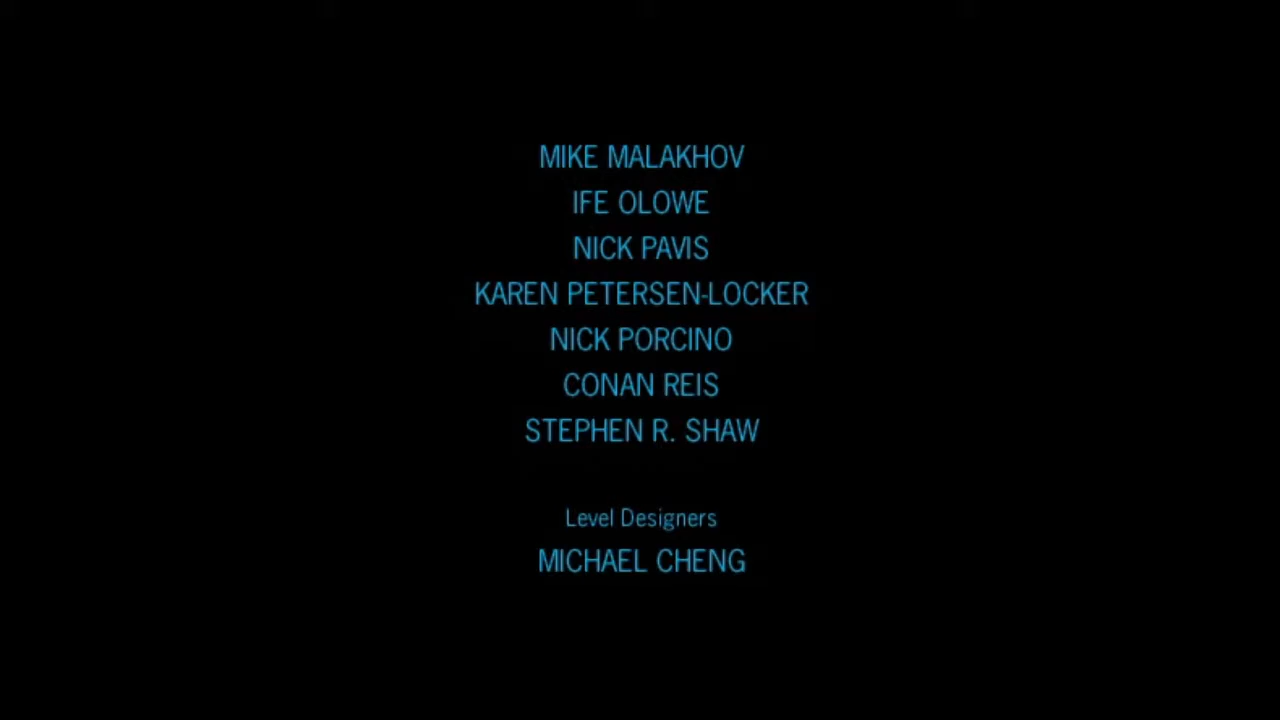 MIKE MALAKHOV
IFE OLOWE
NICK PAVIS
KAREN PETERSEN-LOCKER
NICK PORCINO
CONAN REIS
STEPHEN R. SHAW
Level Designers
MICHAEL CHENG